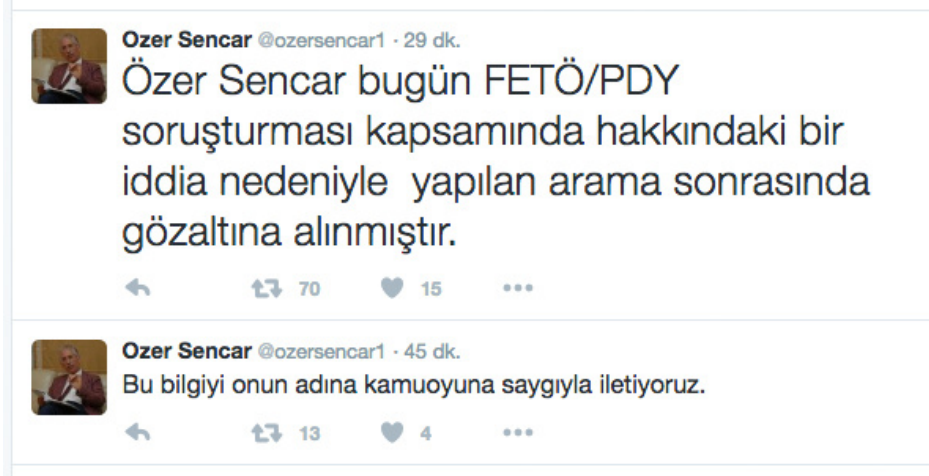 Ozer Sencar @ozersencar1 · 29 dk.
Özer Sencar bugün FETÖ/PDY
soruşturması kapsamında hakkındaki bir
iddia nedeniyle  yapılan arama sonrasında
gözaltına alınmıştır.
70 15
Ozer Sencar @ozersencar1 · 45 dk.
Bu bilgiyi onun adına kamuoyuna saygıyla iletiyoruz.
13 4